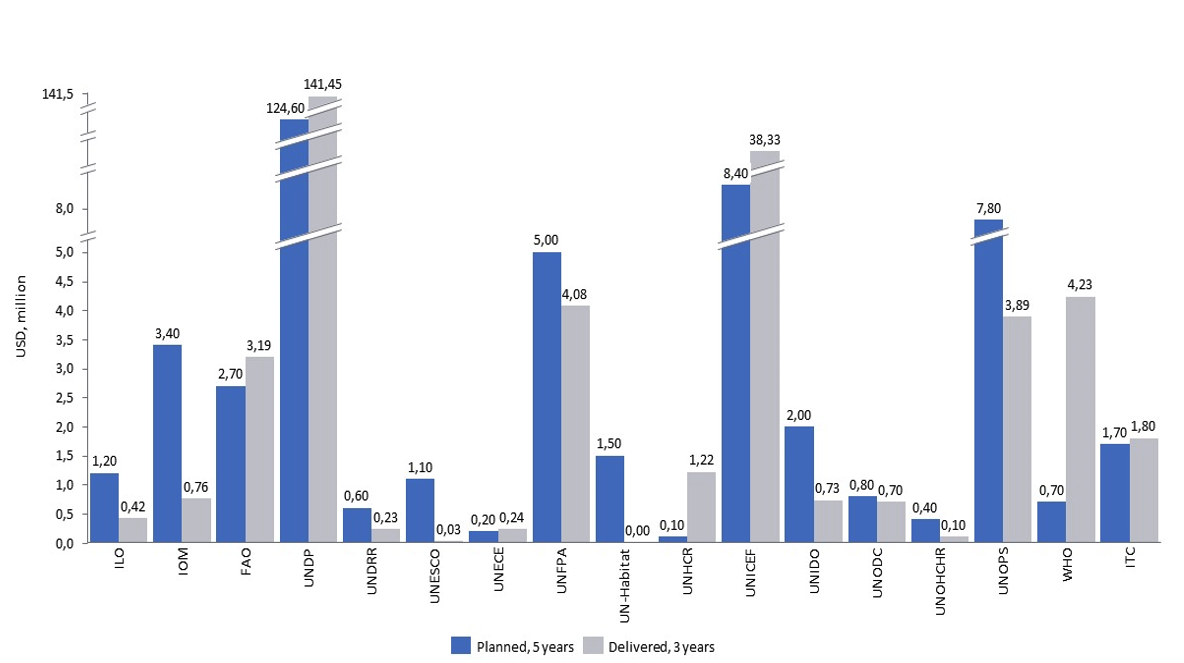 141,5
8,0
5,0
4,5
4,0
3,5
3,0
2,5
2,0
1,5
1,0
0,5
0,0
USD, million
1,20 0,42
3,40 0,76
2,70 3,19
124,60 141,45
0,60 0,23
1,10 0,03
0,20 0,24
5,00 4,08
1,50 0,00
0,10 1,22
8,40 38,33
2,00 0,73
0,80 0,70
0,40 0,10
7,80 3,89
0,70 4,23
1,70 1,80
ILO
IOM
FAO
UNDP
UNDRR
UNESCO
UNECE
UNFPA
UN-Habitat
UNHCR
UNICEF
UNIDO
UNODC
UNOHCHR
UNOPS
WHO
ITC
Planned, 5 years Delivered, 3 years